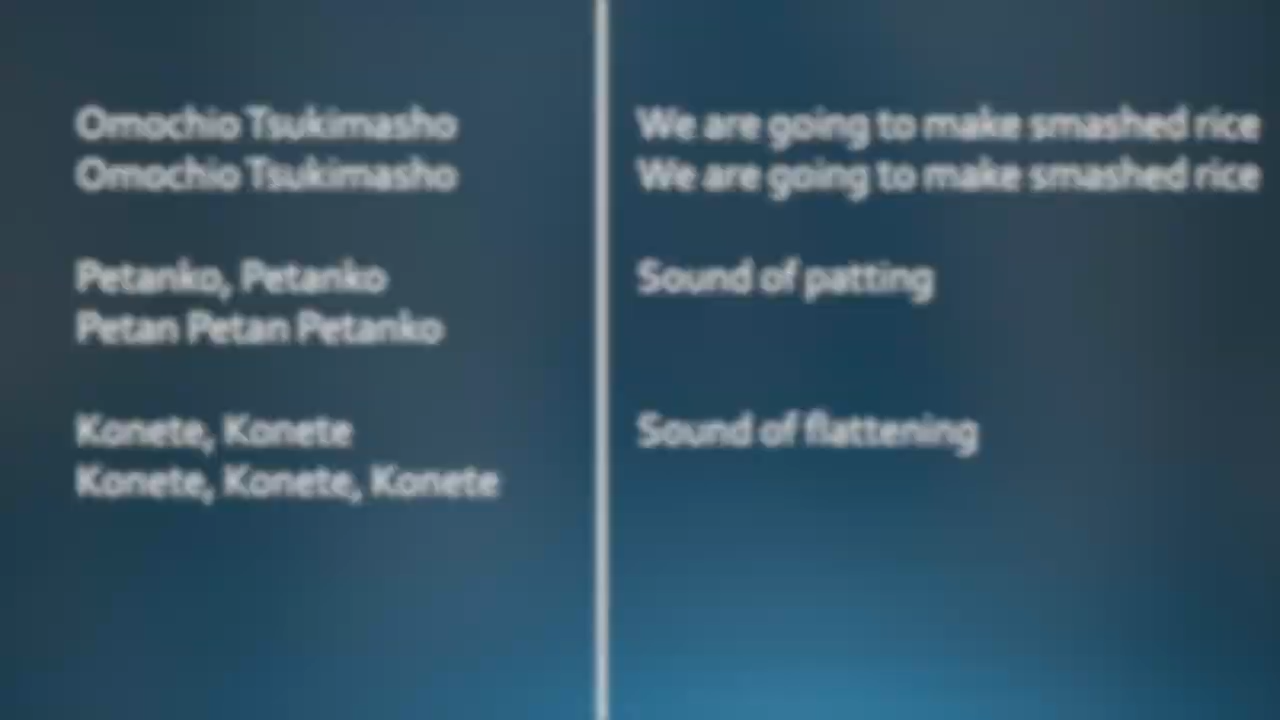 Omochio Tsukimasho
Omochio Tsukimasho
Petanko, Petanko
Petan Petan Petanko
Konete, Konete
Konete, Konete, Konete
We are going to make smashed rice
We are going to make smashed rice
Sound of patting
Sound of flattening